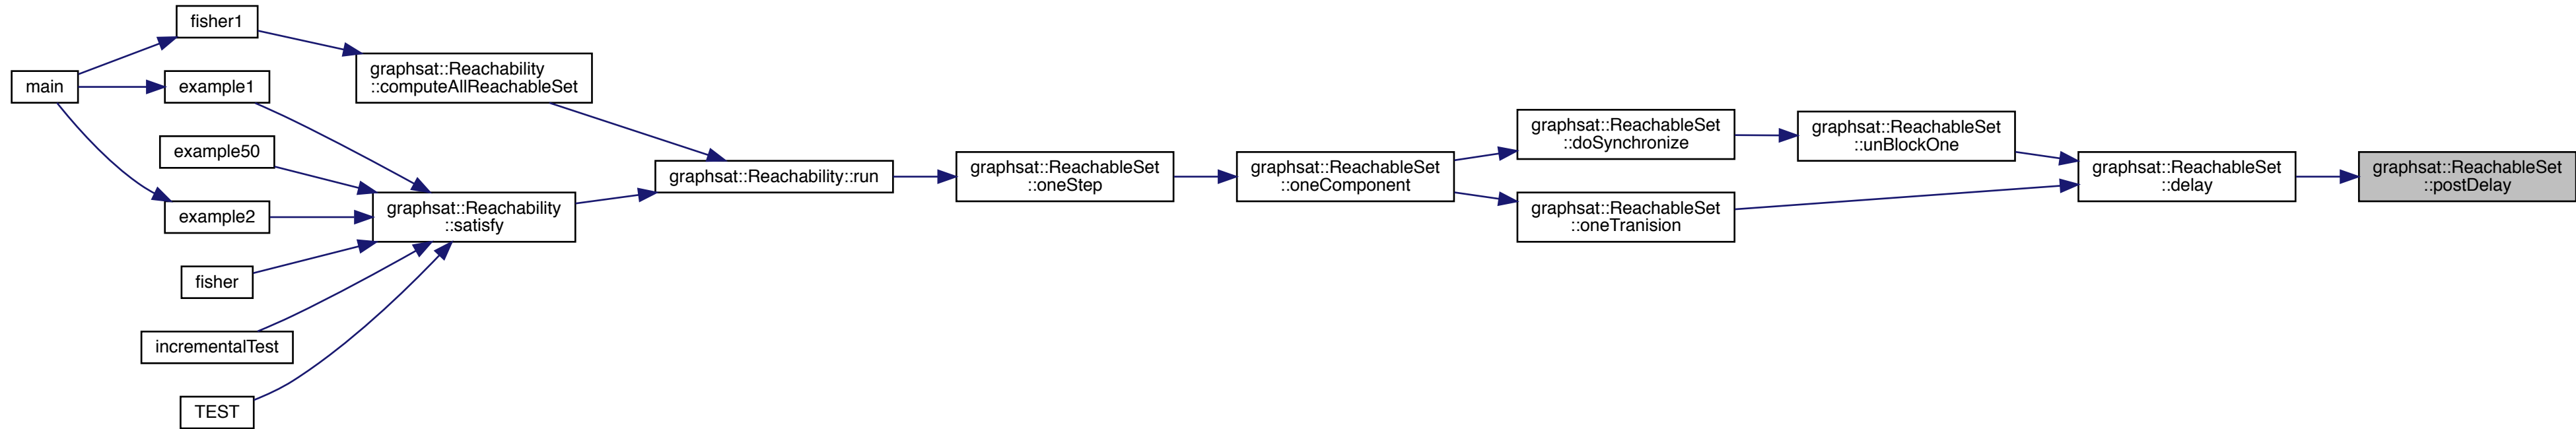 main
fisher1
example1
example50
example2
fisher
incrementalTest
TEST
graphsat::Reachability
::computeAllReachableSet
graphsat::Reachability
::satisfy
graphsat::Reachability::run
graphsat::ReachableSet
::oneStep
graphsat::ReachableSet
::oneComponent
graphsat::ReachableSet
::doSynchronize
graphsat::ReachableSet
::oneTranision
graphsat::ReachableSet
::unBlockOne
graphsat::ReachableSet
::delay
graphsat::ReachableSet
::postDelay